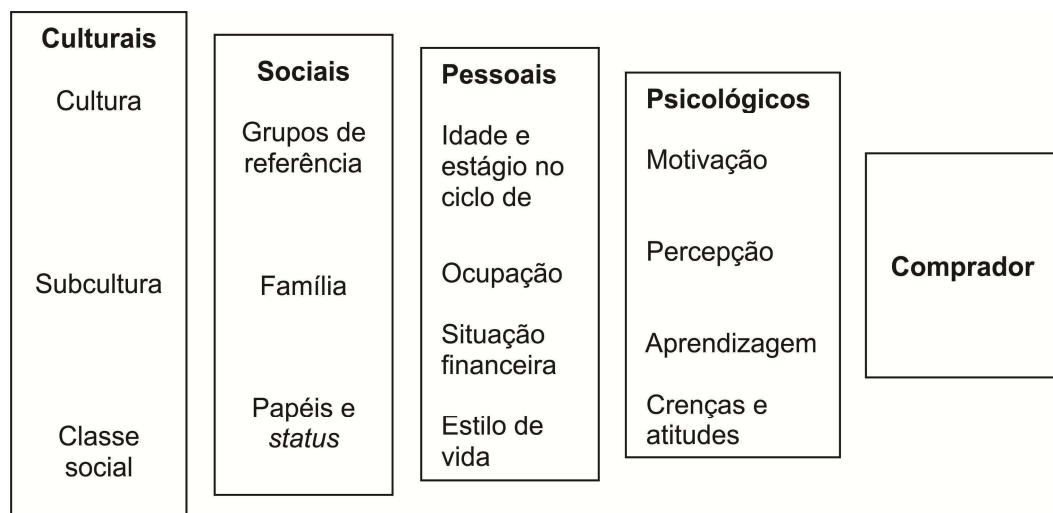 Culturais
Cultura
Subcultura
Classe
social
Sociais
Grupos de
referência
Família
Papéis e
status
Pessoais
Idade e
estágio no
ciclo de
Ocupação
Situação
financeira
Estilo de
vida
Psicológicos
Motivação
Percepção
Aprendizagem
Crenças e
atitudes
Comprador